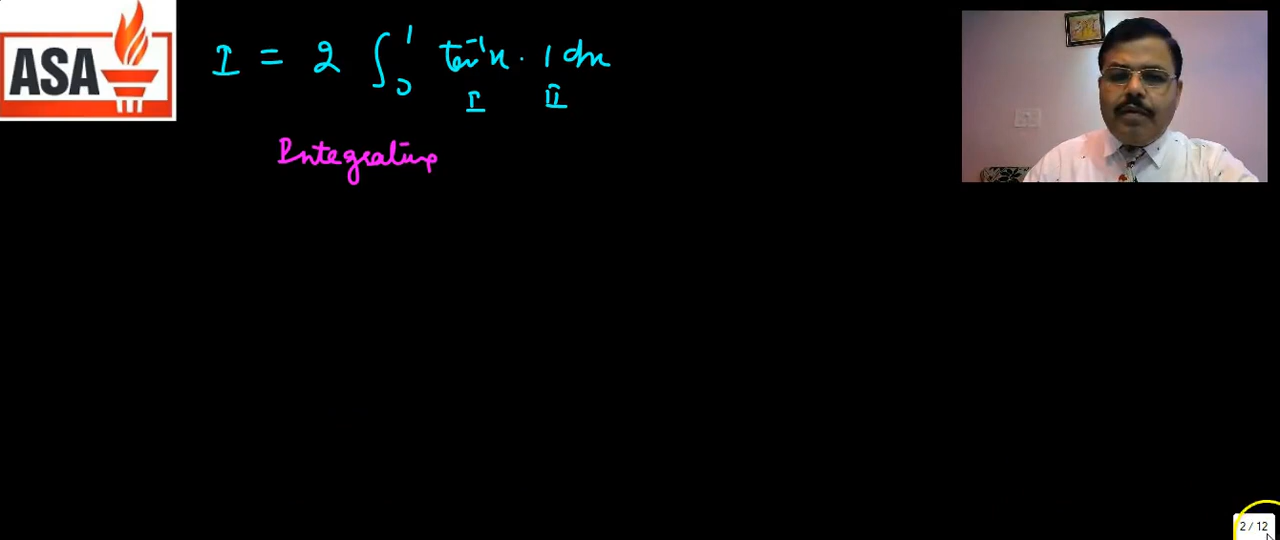 ASA
I = 2 ∫₀¹ tan⁻¹x · 1 dx
I II
Integrating
2 / 12